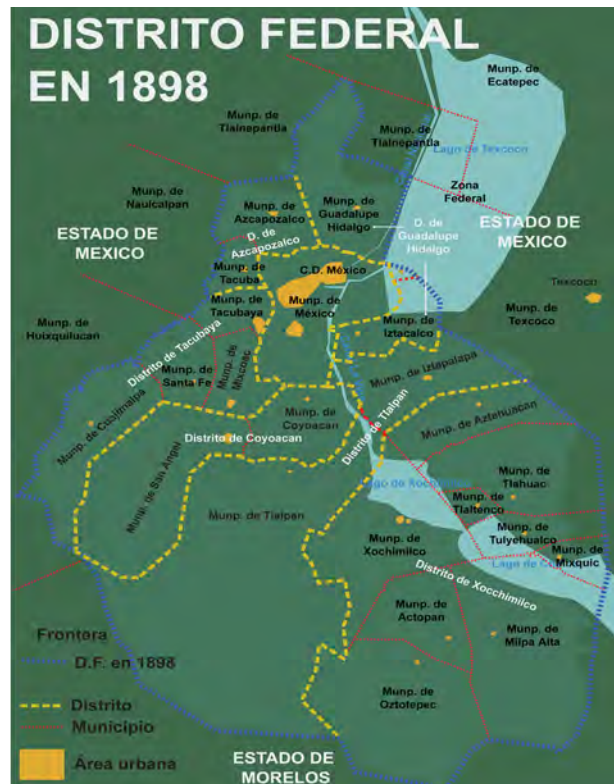 DISTRITO FEDERAL
EN 1898
Munp. de
Ecatepec
Munp. de
Tlalnepantla
Munp. de
Tlalnepantla
Lago de Texcoco
Zona
Federal
Munp. de
Naulcalpan
Munp. de
Azcapozalco
Munp. de
Guadalupe
Hidalgo
D. de
Guadalupe
Hidalgo
ESTADO DE
MEXICO
ESTADO DE
MEXICO
D. de
Azcapozalco
Munp. de
Tacuba
C.D. México
Munp. de
Tacubaya
Munp. de
México
Texcoco
Munp. de
Texcoco
Munp. de
Huixquilucan
Munp. de
Iztacalco
Distrito de Tacubaya
Munp. de
Mixcoac
Munp. de
Santa Fe
Munp. de Iztapalapa
Munp. de Cuajimalpa
Munp. de
Coyoacan
Distrito de Tlalpan
Munp. de Aztehuacan
Distrito de Coyoacan
Munp. de San Angel
Munp. de
Tlahuac
Munp. de
Tlaltenco
Munp. de Tlalpan
Munp. de
Tulyehualco
Munp. de
Xochimilco
Munp. de
Mixquic
Distrito de Xocchimilco
Munp. de
Actopan
Munp. de
Milpa Alta
Munp. de
Oztotepec
Frontera
D.F. en 1898
Distrito
Municipio
Área urbana
ESTADO DE
MORELOS